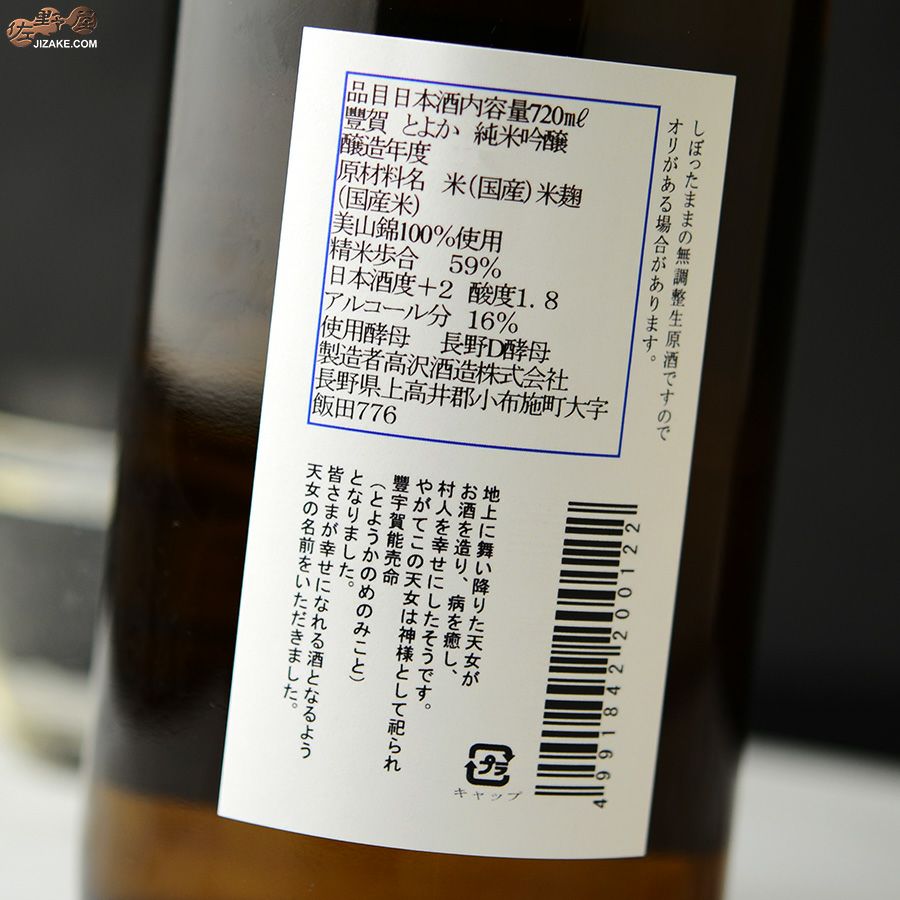 佐野屋
JIZAKE.COM
品目日本酒内容量720mℓ
豐賀 とよか 純米吟醸
醸造年度
原材料名 米(国産)米麹
(国産米)
美山錦100%使用
精米歩合 59%
日本酒度+2 酸度1.8
アルコール分 16%
使用酵母 長野D酵母
製造者高沢酒造株式会社
長野県上高井郡小布施町大字
飯田776
しぼったままの無調整生原酒ですので
オリがある場合があります。
地上に舞い降りた天女が
お酒を造り、病を癒し、
村人を幸せにしたそうです。
やがてこの天女は神様として祀られ
豐宇賀能売命
(とようかのめのみこと)
となりました。
皆さまが幸せになれる酒となるよう
天女の名前をいただきました。
4991842200122
プラ
キャップ